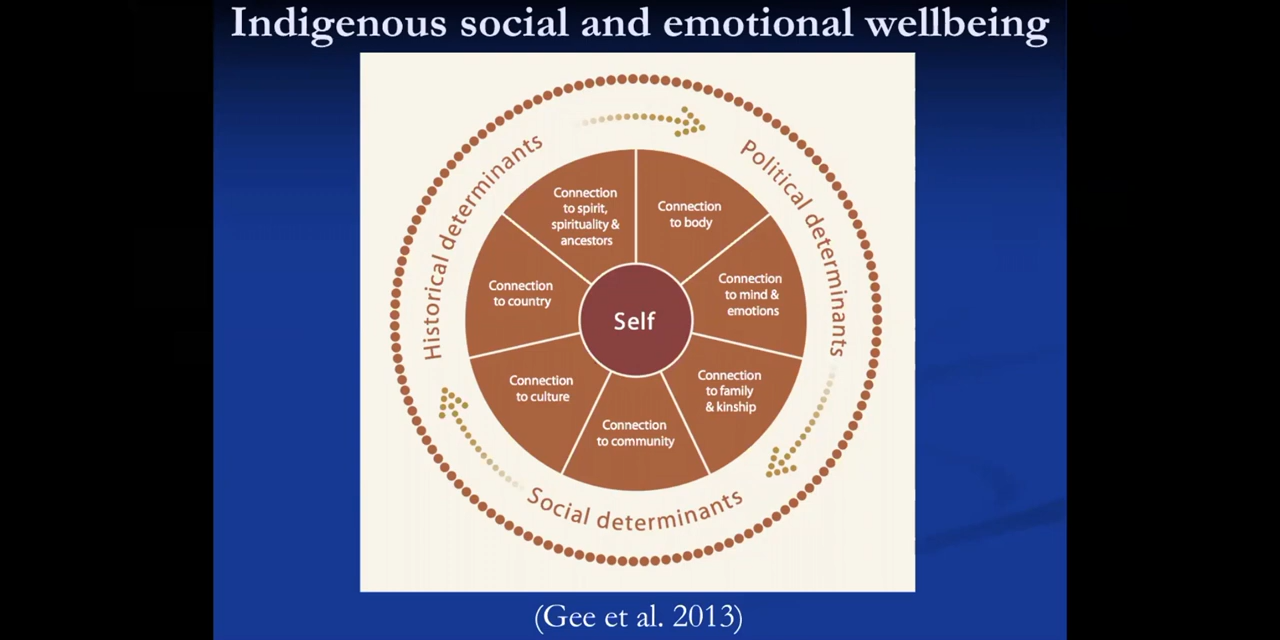 Indigenous social and emotional wellbeing
Historical determinants
Political determinants
Connection
to spirit,
spirituality &
ancestors
Connection
to body
Connection
to country
Connection
to mind &
emotions
Self
Connection
to culture
Connection
to family
& kinship
Connection
to community
Social determinants
(Gee et al. 2013)